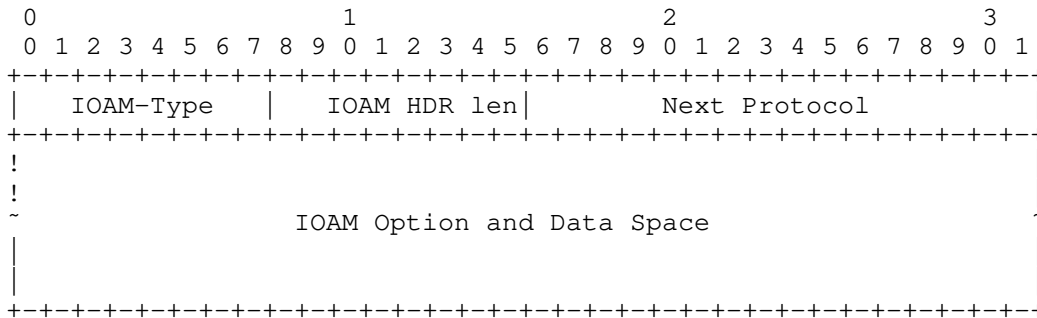 0                   1                   2                   3
 0 1 2 3 4 5 6 7 8 9 0 1 2 3 4 5 6 7 8 9 0 1 2 3 4 5 6 7 8 9 0 1
+-+-+-+-+-+-+-+-+-+-+-+-+-+-+-+-+-+-+-+-+-+-+-+-+-+-+-+-+-+-+-+--
|   IOAM-Type   |   IOAM HDR len|        Next Protocol
+-+-+-+-+-+-+-+-+-+-+-+-+-+-+-+-+-+-+-+-+-+-+-+-+-+-+-+-+-+-+-+--
!
!
~                 IOAM Option and Data Space                    ~
|
|
+-+-+-+-+-+-+-+-+-+-+-+-+-+-+-+-+-+-+-+-+-+-+-+-+-+-+-+-+-+-+-+--